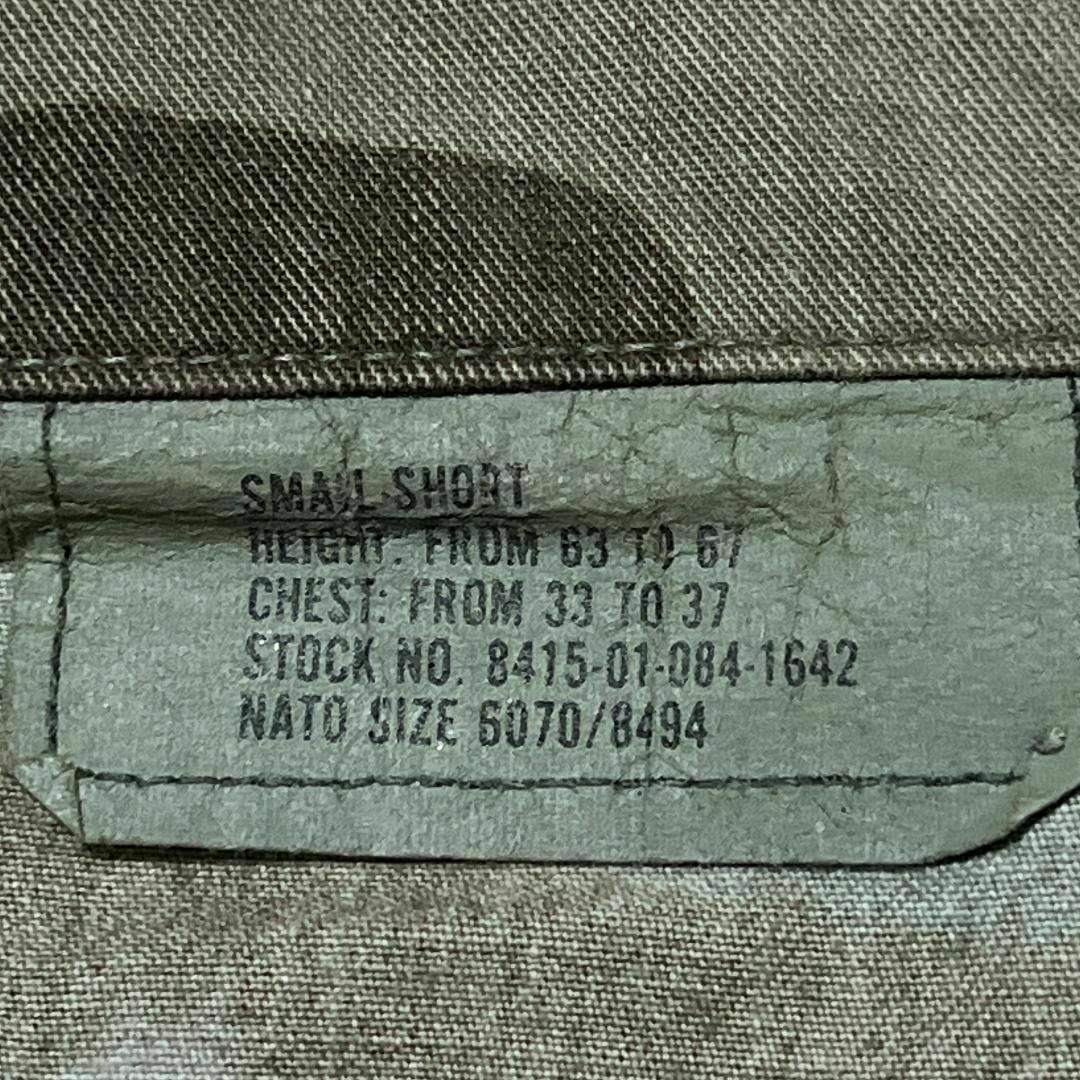 SMALL-SHORT
HEIGHT: FROM 63 TO 67
CHEST: FROM 33 TO 37
STOCK NO. 8415-01-084-1642
NATO SIZE 6070/8494